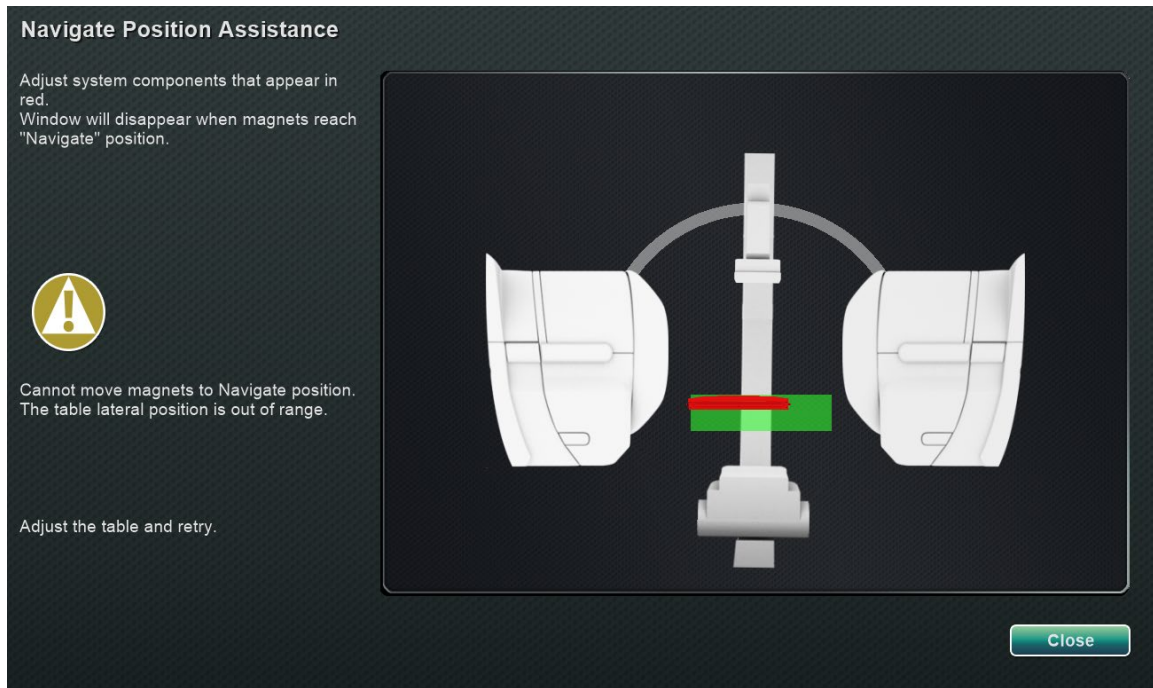 Navigate Position Assistance
Adjust system components that appear in
red.
Window will disappear when magnets reach
"Navigate" position.
Cannot move magnets to Navigate position.
The table lateral position is out of range.
Adjust the table and retry.
Close